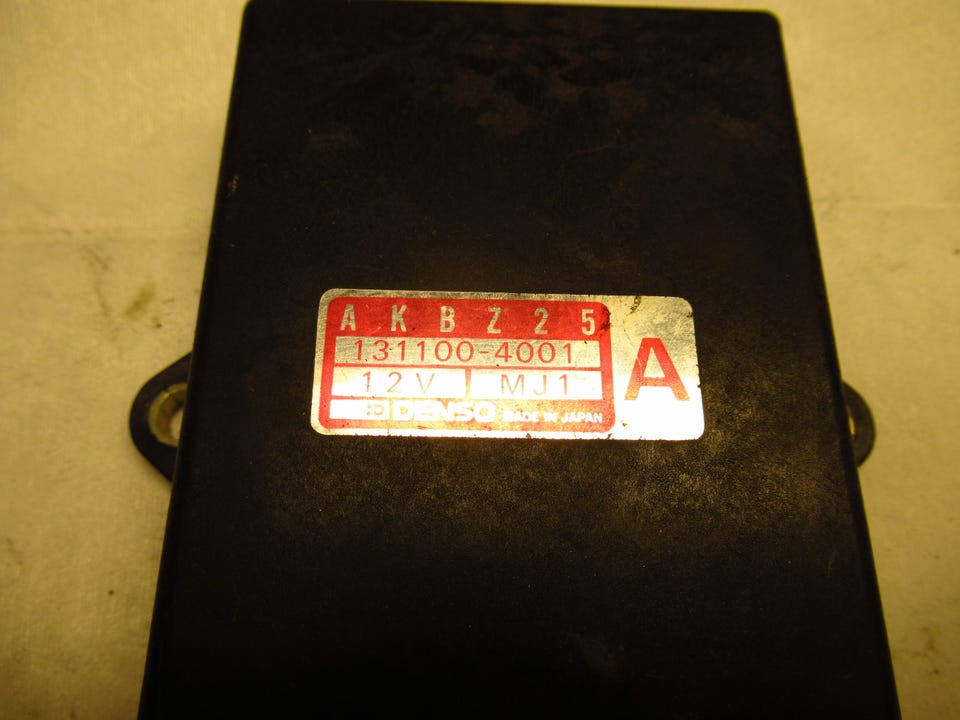 AKBZ25
131100-4001
12V MJ1
DENSO MADE IN JAPAN
A